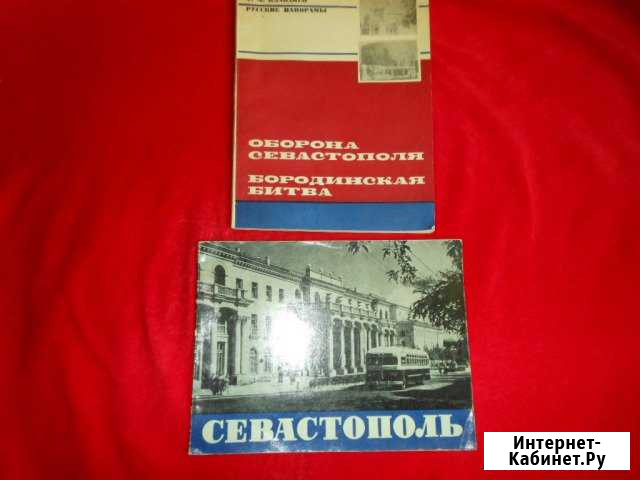 РУССКИЕ ПАНОРАМЫ
ОБОРОНА
СЕВАСТОПОЛЯ
БОРОДИНСКАЯ
БИТВА
СЕВАСТОПОЛЬ
Интернет-
Кабинет.Ру